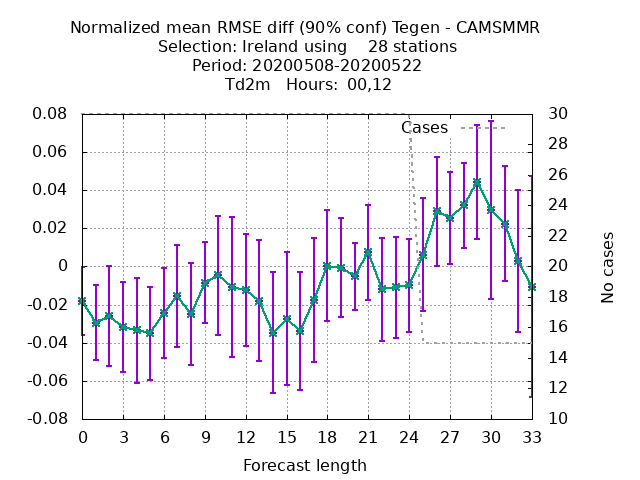 Normalized mean RMSE diff (90% conf) Tegen - CAMSMMR
Selection: Ireland using    28 stations
Period: 20200508-20200522
Td2m   Hours:  00,12
Cases
0.08
0.06
0.04
0.02
0
-0.02
-0.04
-0.06
-0.08
30
28
26
24
22
20
18
16
14
12
10
No cases
0 3 6 9 12 15 18 21 24 27 30 33
Forecast length